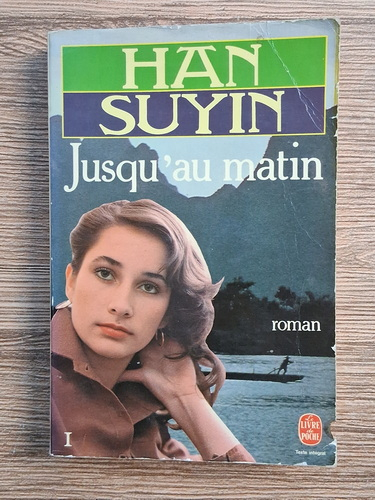 HAN
SUYIN
Jusqu'au matin
roman
I
Le
LIVRE
de
POCHE
Texte intégral